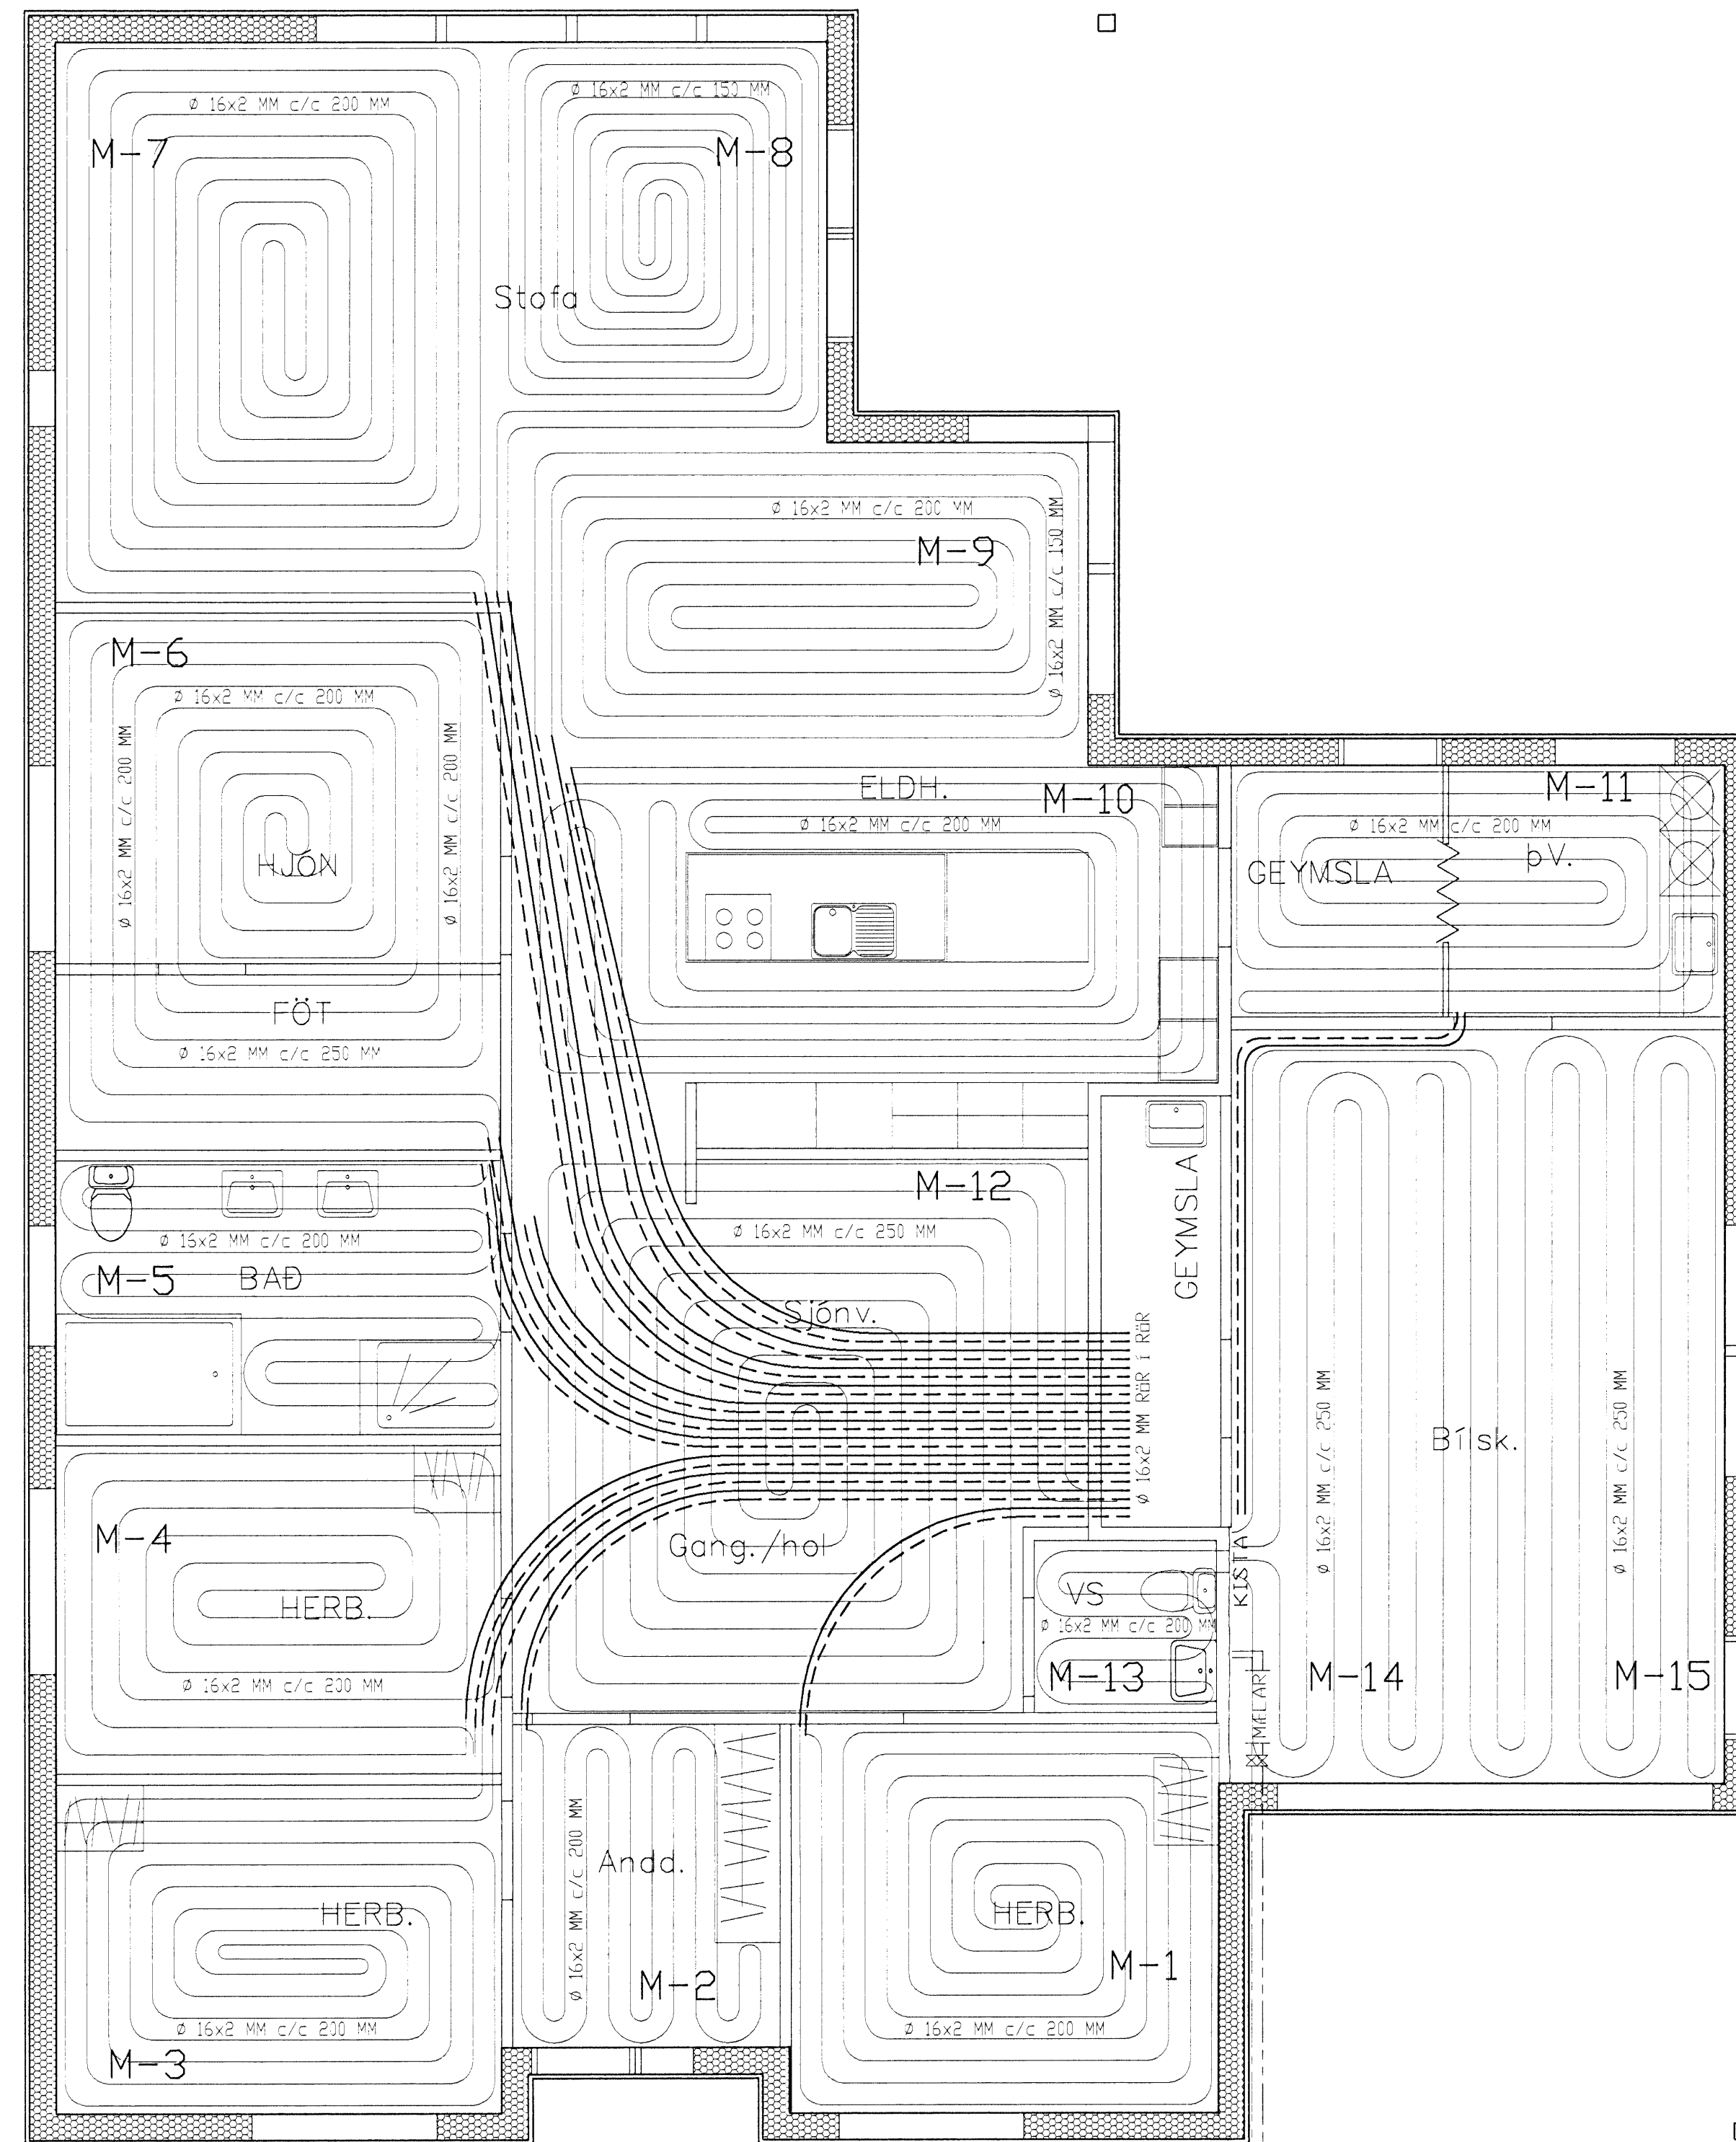 Ø 16x2 MM c/c 200 MM
Ø 16x2 MM c/c 150 MM
M-7
M-8
Stofa
Ø 16x2 MM c/c 200 MM
M-9
Ø 16x2 MM c/c 150 MM
M-6
Ø 16x2 MM c/c 200 MM
Ø 16x2 MM c/c 200 MM
Ø 16x2 MM c/c 200 MM
HJÓN
FÖT
Ø 16x2 MM c/c 250 MM
ELDH.
M-10
Ø 16x2 MM c/c 200 MM
M-11
Ø 16x2 MM c/c 200 MM
GEYMSLA
ÞV.
M-12
Ø 16x2 MM c/c 250 MM
GEYMSLA
Ø 16x2 MM c/c 200 MM
M-5
BAÐ
Sjónv.
Ø 16x2 MM RÖR Í RÖR
Ø 16x2 MM c/c 250 MM
Bílsk.
Ø 16x2 MM c/c 250 MM
M-4
HERB.
Gang./hol
Ø 16x2 MM c/c 200 MM
VS
KISTA
Ø 16x2 MM c/c 200 MM
M-13
MÆLAR
M-14
M-15
Ø 16x2 MM c/c 200 MM
Andd.
HERB.
HERB.
M-1
M-2
Ø 16x2 MM c/c 200 MM
Ø 16x2 MM c/c 200 MM
M-3